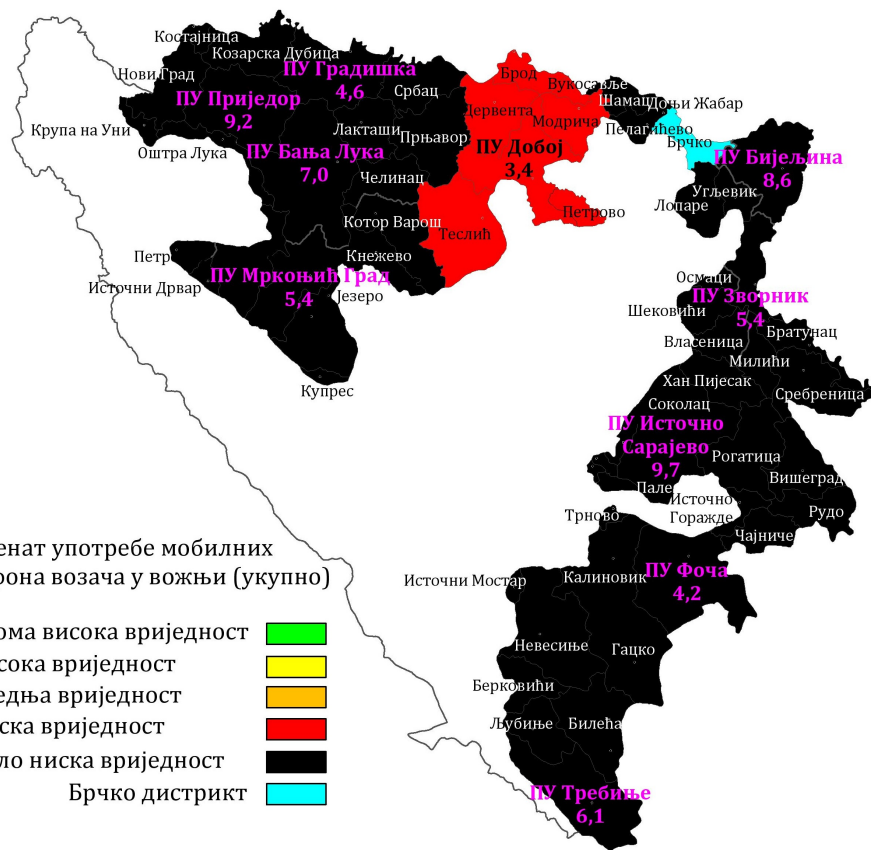 Костајница
Козарска Дубица
Нови Град
ПУ Градишка
4,6
Србац
ПУ Приједор
9,2
Крупа на Уни
Оштра Лука
Лакташи
Прњавор
ПУ Бања Лука
7,0
Челинац
Котор Варош
Кнежево
Брод
Вукосавље
Дервента
Модрича
ПУ Добој
3,4
Петрово
Теслић
Шамац
Доњи Жабар
Пелагићево
Брчко
ПУ Бијељина
8,6
Угљевик
Лопаре
Петр
Источни Дрвар
ПУ Мркоњић Град
5,4
Језеро
Купрес
Осмаци
ПУ Зворник
5,4
Шековићи
Братунац
Власеница
Милићи
Хан Пијесак
Сребреница
Соколац
ПУ Источно
Сарајево
9,7
Рогатица
Вишеград
Пале
Источно
Горажде
Рудо
Трново
Чајниче
Источни Мостар
Калиновик
ПУ Фоча
4,2
Невесиње
Гацко
Берковићи
Љубиње
Билећа
ПУ Требиње
6,1
енат употребе мобилних
рона возача у вожњи (укупно)
ома висока вриједност
сока вриједност
едња вриједност
ска вриједност
ло ниска вриједност
Брчко дистрикт